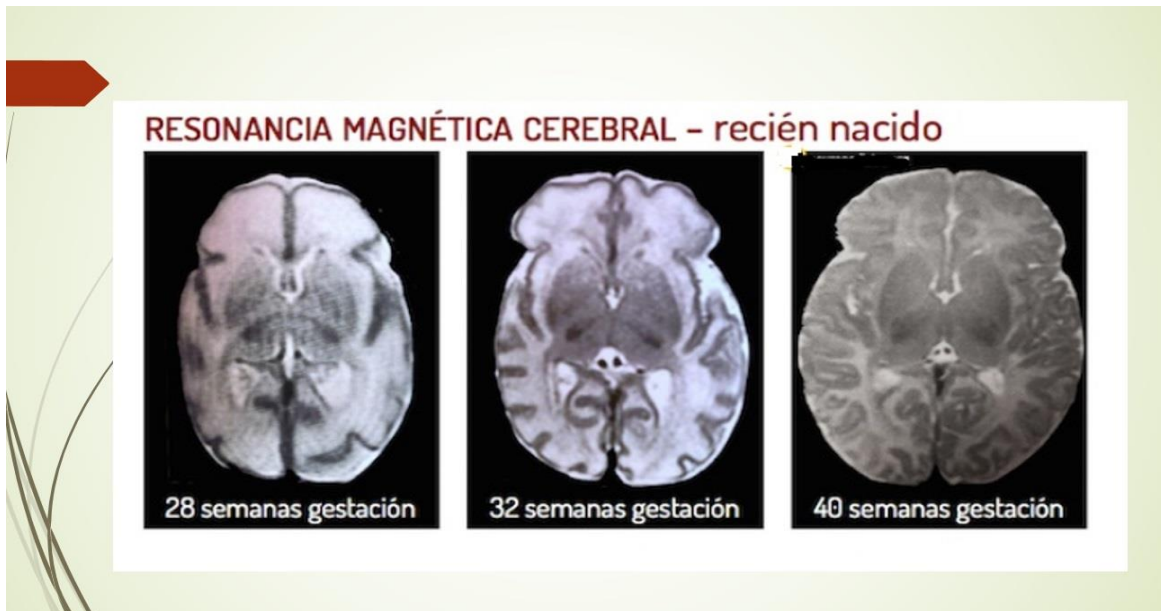 RESONANCIA MAGNÉTICA CEREBRAL – recién nacido
28 semanas gestación
32 semanas gestación
40 semanas gestación